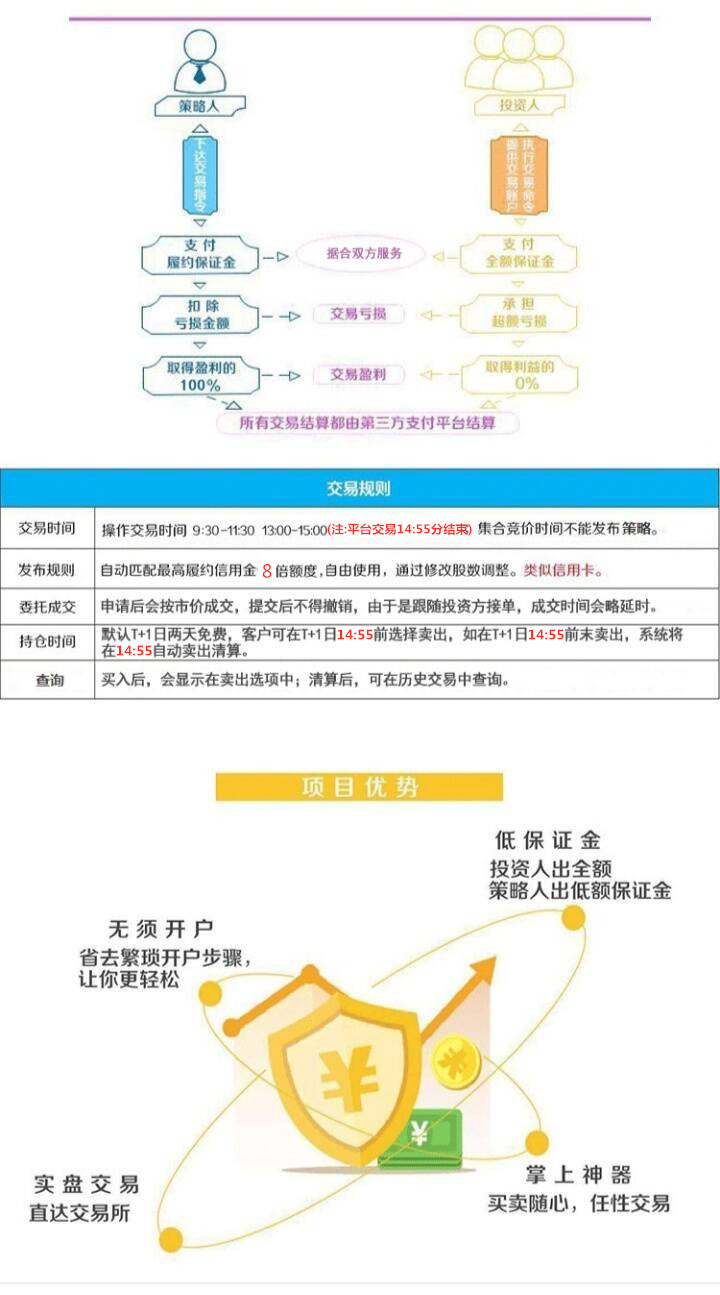 策略人
投资人
下达交易指令
执行交易命令
提供交易账户
支付
履约保证金
据合双方服务
支付
全额保证金
扣除
亏损金额
交易亏损
承担
超额亏损
取得盈利的
100%
交易盈利
取得利益的
0%
所有交易结算都由第三方支付平台结算
交易规则
交易时间
操作交易时间 9:30-11:30 13:00-15:00(注:平台交易14:55分结束) 集合竞价时间不能发布策略。
发布规则
自动匹配最高履约信用金 8倍额度,自由使用，通过修改股数调整。类似信用卡。
委托成交
申请后会按市价成交，提交后不得撤销，由于是跟随投资方接单，成交时间会略延时。
持仓时间
默认T+1日两天免费，客户可在T+1日14:55前选择卖出，如在T+1日14:55前末卖出，系统将
在14:55自动卖出清算。
查询
买入后，会显示在卖出选项中；清算后，可在历史交易中查询。
项目优势
低保证金
投资人出全额
策略人出低额保证金
无须开户
省去繁琐开户步骤，
让你更轻松
实盘交易
直达交易所
掌上神器
买卖随心，任性交易